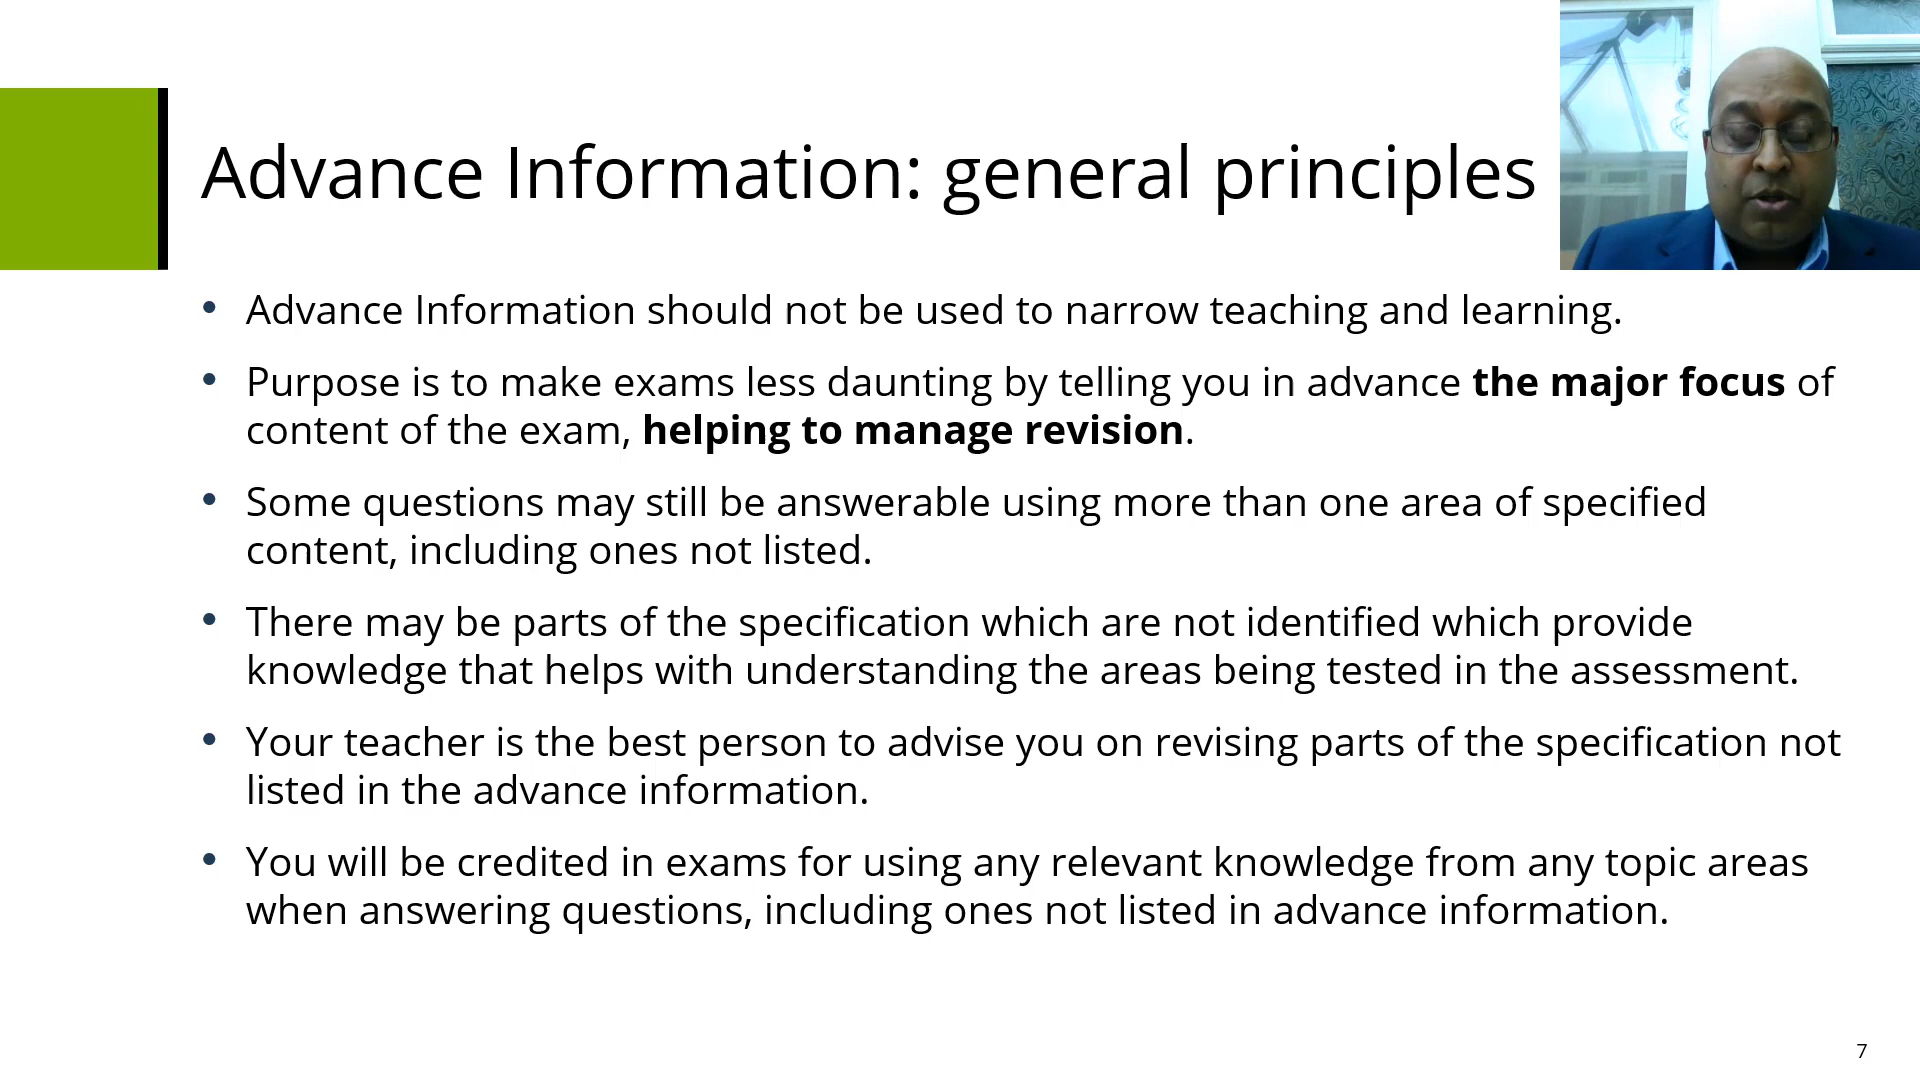 Advance Information: general principles
• Advance Information should not be used to narrow teaching and learning.
• Purpose is to make exams less daunting by telling you in advance the major focus of
content of the exam, helping to manage revision.
• Some questions may still be answerable using more than one area of specified
content, including ones not listed.
• There may be parts of the specification which are not identified which provide
knowledge that helps with understanding the areas being tested in the assessment.
• Your teacher is the best person to advise you on revising parts of the specification not
listed in the advance information.
• You will be credited in exams for using any relevant knowledge from any topic areas
when answering questions, including ones not listed in advance information.
7